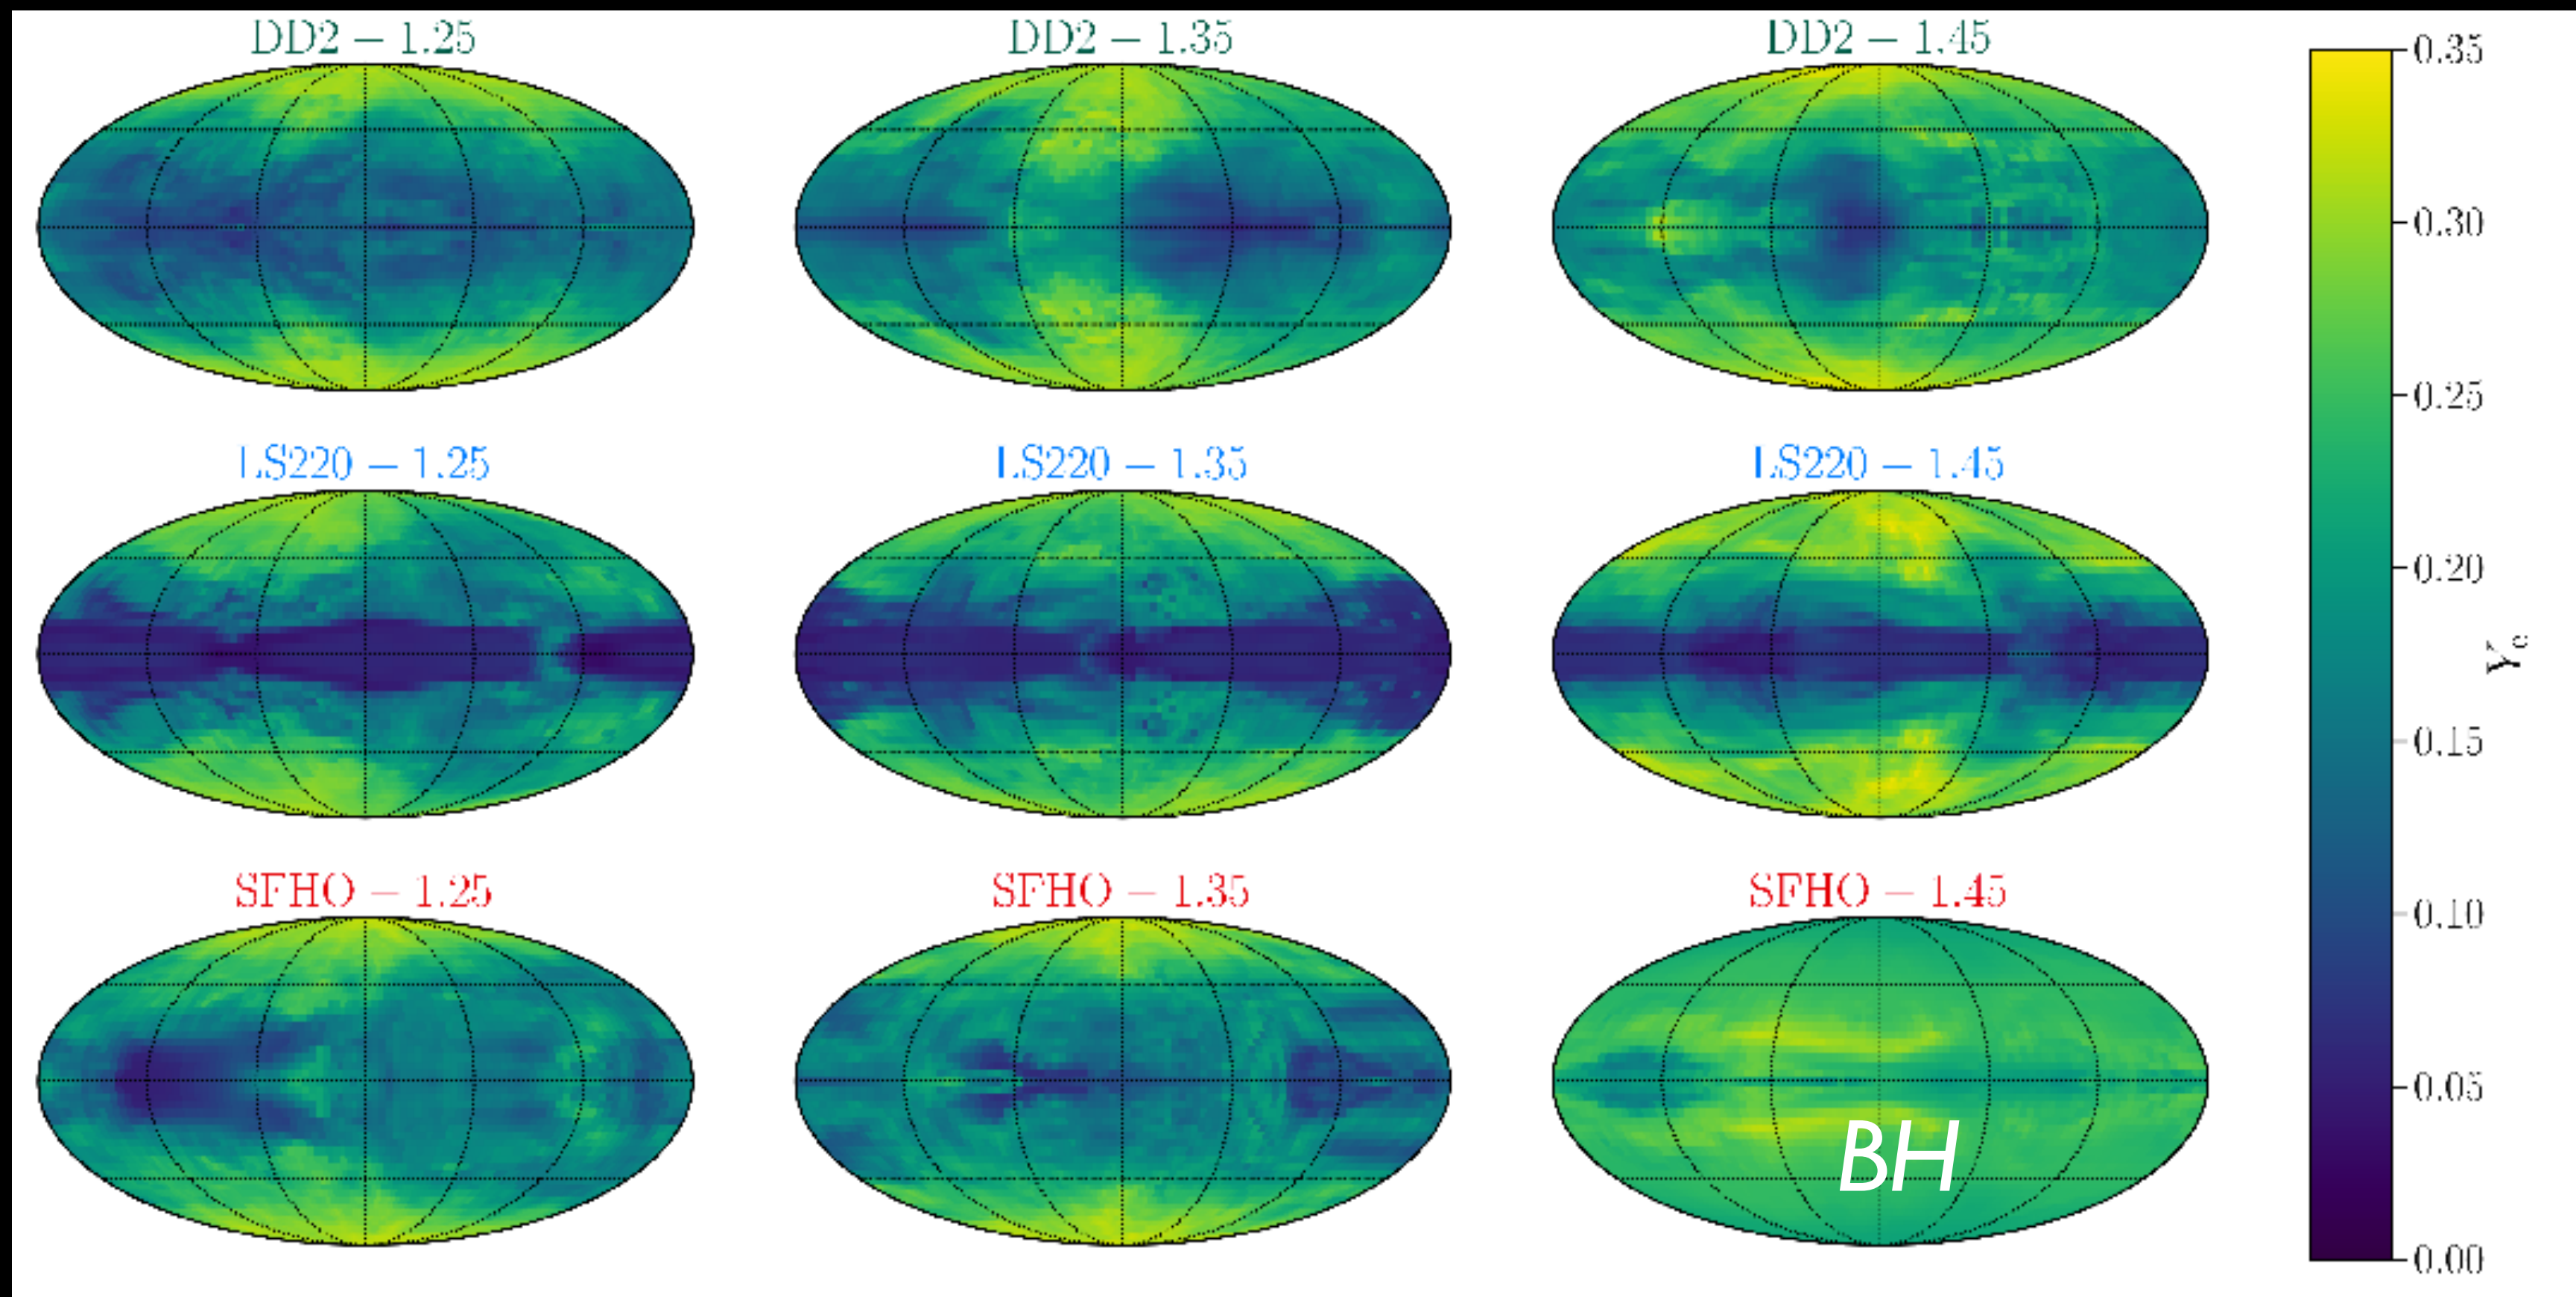 DD2 – 1.25
DD2 – 1.35
DD2 – 1.45
LS220 – 1.25
LS220 – 1.35
LS220 – 1.45
SFHO – 1.25
SFHO – 1.35
SFHO – 1.45
BH
0.35
0.30
0.25
0.20
0.15
0.10
0.05
0.00
Ye